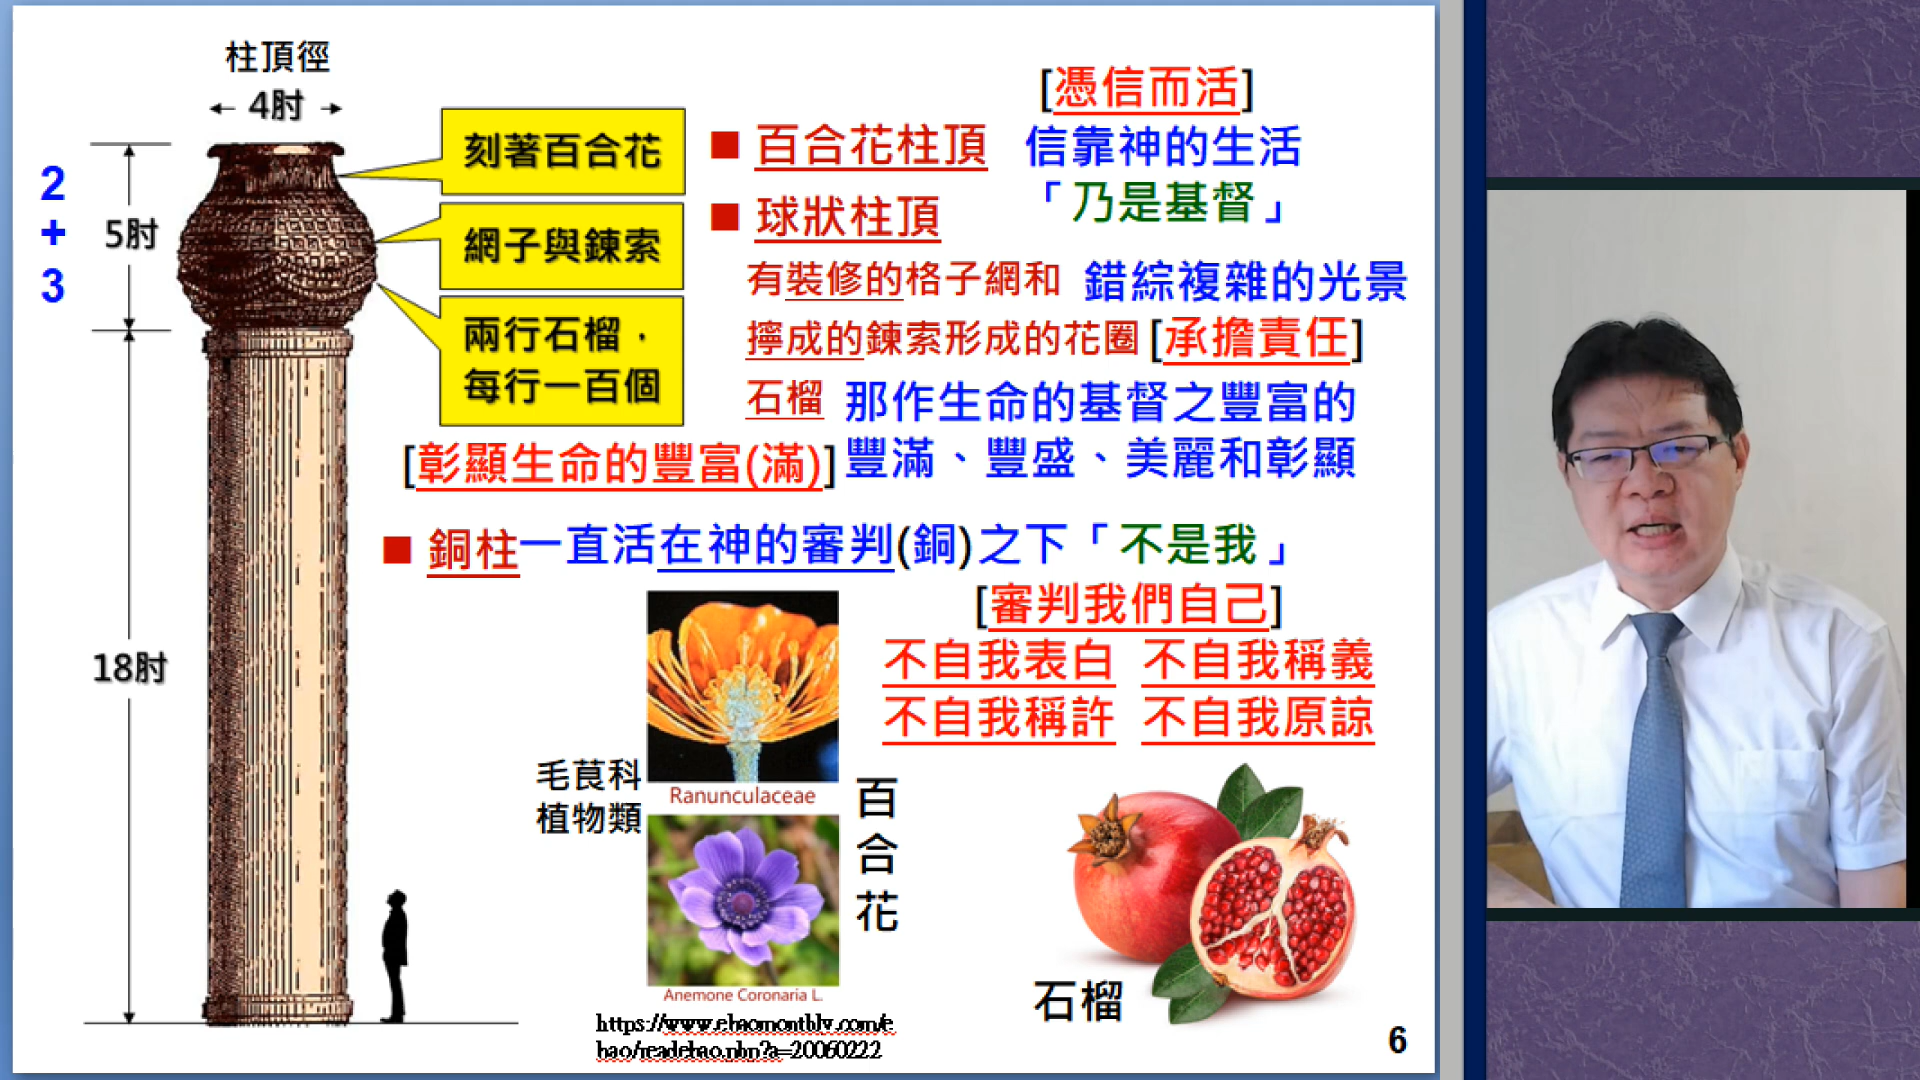 柱頂徑
4肘
2
+
3
5肘
18肘
刻著百合花
網子與鍊索
兩行石榴，
每行一百個
[憑信而活]
■ 百合花柱頂 信靠神的生活
「乃是基督」
■ 球狀柱頂
有裝修的格子網和 錯綜複雜的光景
擰成的鍊索形成的花圈 [承擔責任]
石榴 那作生命的基督之豐富的
[彰顯生命的豐富(滿)] 豐滿、豐盛、美麗和彰顯
■ 銅柱一直活在神的審判(銅)之下「不是我」
[審判我們自己]
不自我表白 不自我稱義
不自我稱許 不自我原諒
毛茛科
植物類
Ranunculaceae
百合花
Anemone Coronaria L.
石榴
https://www.ehaomonthly.com/e
hao/readehao.php?a=20060222
6